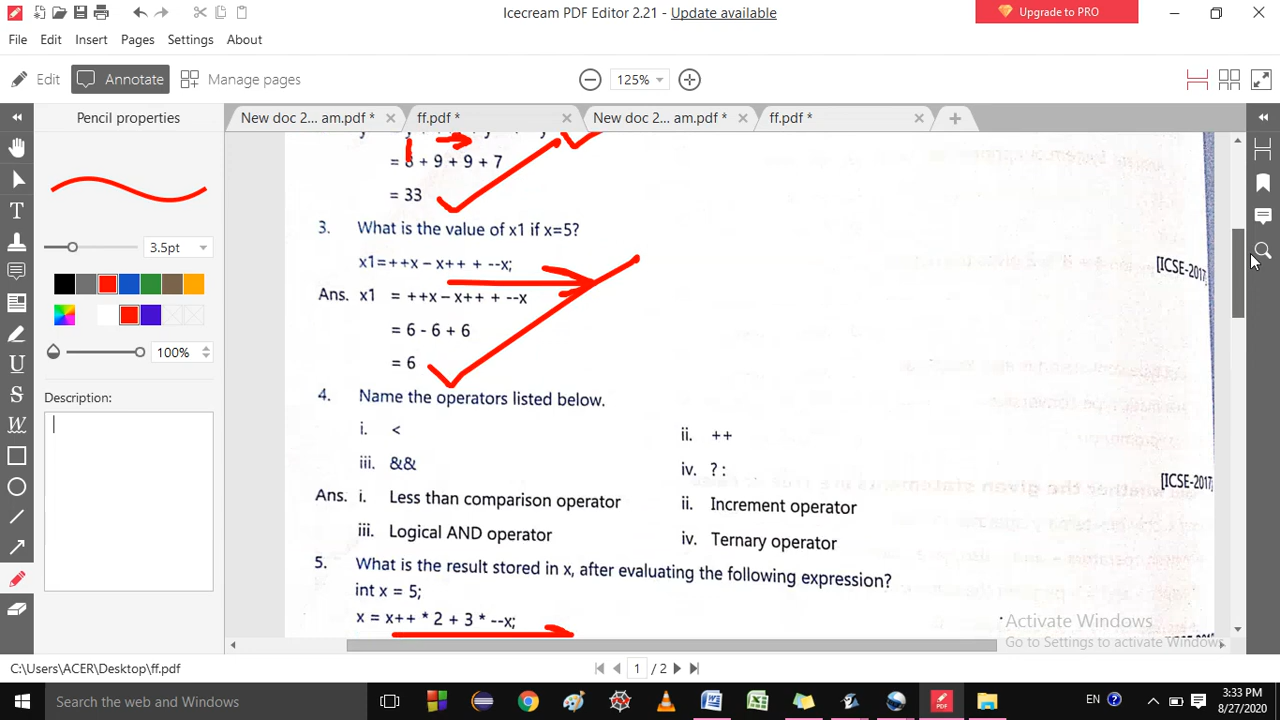 Icecream PDF Editor 2.21 - Update available
Upgrade to PRO
File Edit Insert Pages Settings About
Edit Annotate Manage pages
125%
Pencil properties
New doc 2... am.pdf * ff.pdf * New doc 2... am.pdf * ff.pdf *
3.5pt
100%
Description:
= 8 + 9 + 9 + 7
= 33
3. What is the value of x1 if x=5?
x1=++x – x++ + --x;
[ICSE-2017
Ans. x1 = ++x – x++ + --x
= 6 - 6 + 6
= 6
4. Name the operators listed below.
i. < ii. ++
iii. && iv. ? :
[ICSE-2017]
Ans. i. Less than comparison operator ii. Increment operator
iii. Logical AND operator iv. Ternary operator
5. What is the result stored in x, after evaluating the following expression?
int x = 5;
x = x++ * 2 + 3 * --x;
Activate Windows
Go to Settings to activate Windows.
C:\Users\ACER\Desktop\ff.pdf
1 / 2
Search the web and Windows
EN
3:33 PM
8/27/2020